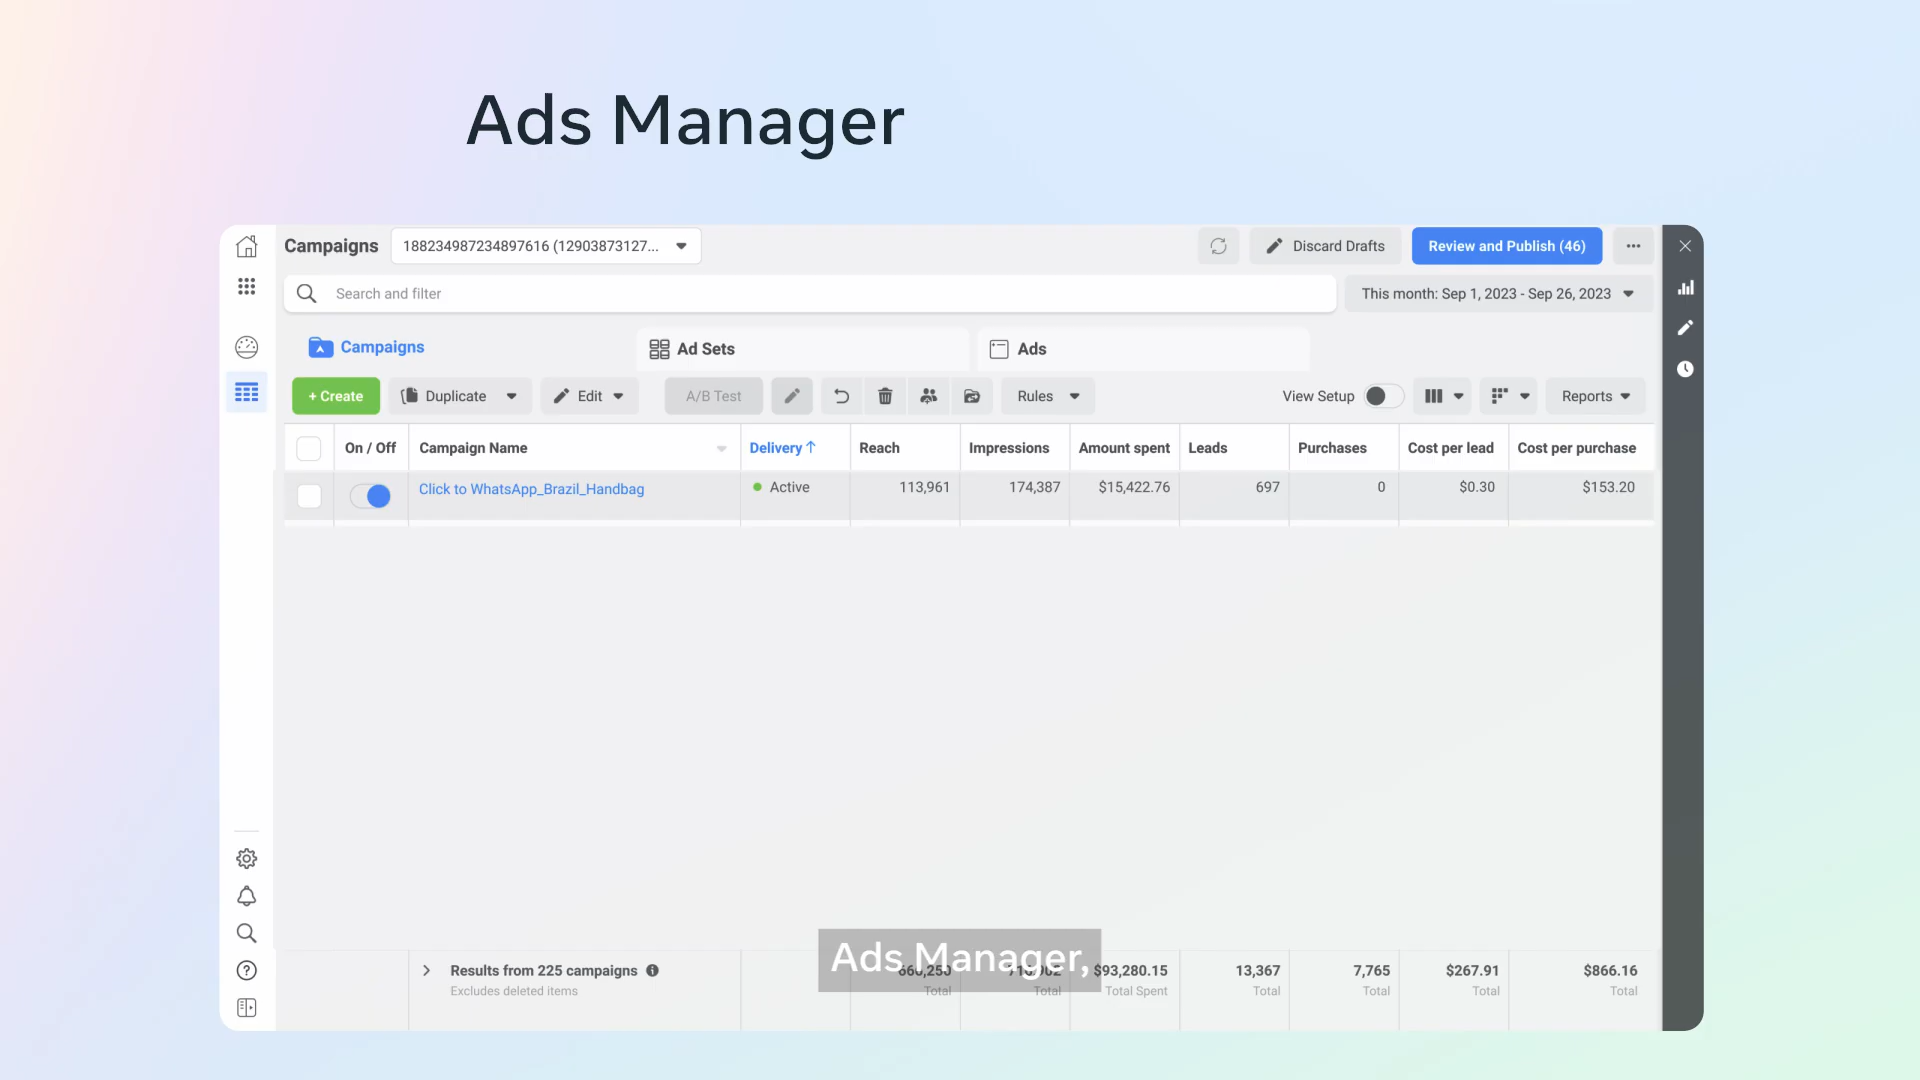 Ads Manager
Campaigns
188234987234897616 (12903873127...
Discard Drafts
Review and Publish (46)
Search and filter
This month: Sep 1, 2023 - Sep 26, 2023
Campaigns
Ad Sets
Ads
+ Create
Duplicate
Edit
A/B Test
Rules
View Setup
Reports
On / Off
Campaign Name
Delivery ↑
Reach
Impressions
Amount spent
Leads
Purchases
Cost per lead
Cost per purchase
Click to WhatsApp_Brazil_Handbag
Active
113,961
174,387
$15,422.76
697
0
$0.30
$153.20
Results from 225 campaigns
Excludes deleted items
660,250
Total
Total
$93,280.15
Total Spent
13,367
Total
7,765
Total
$267.91
Total
$866.16
Total
Ads Manager,